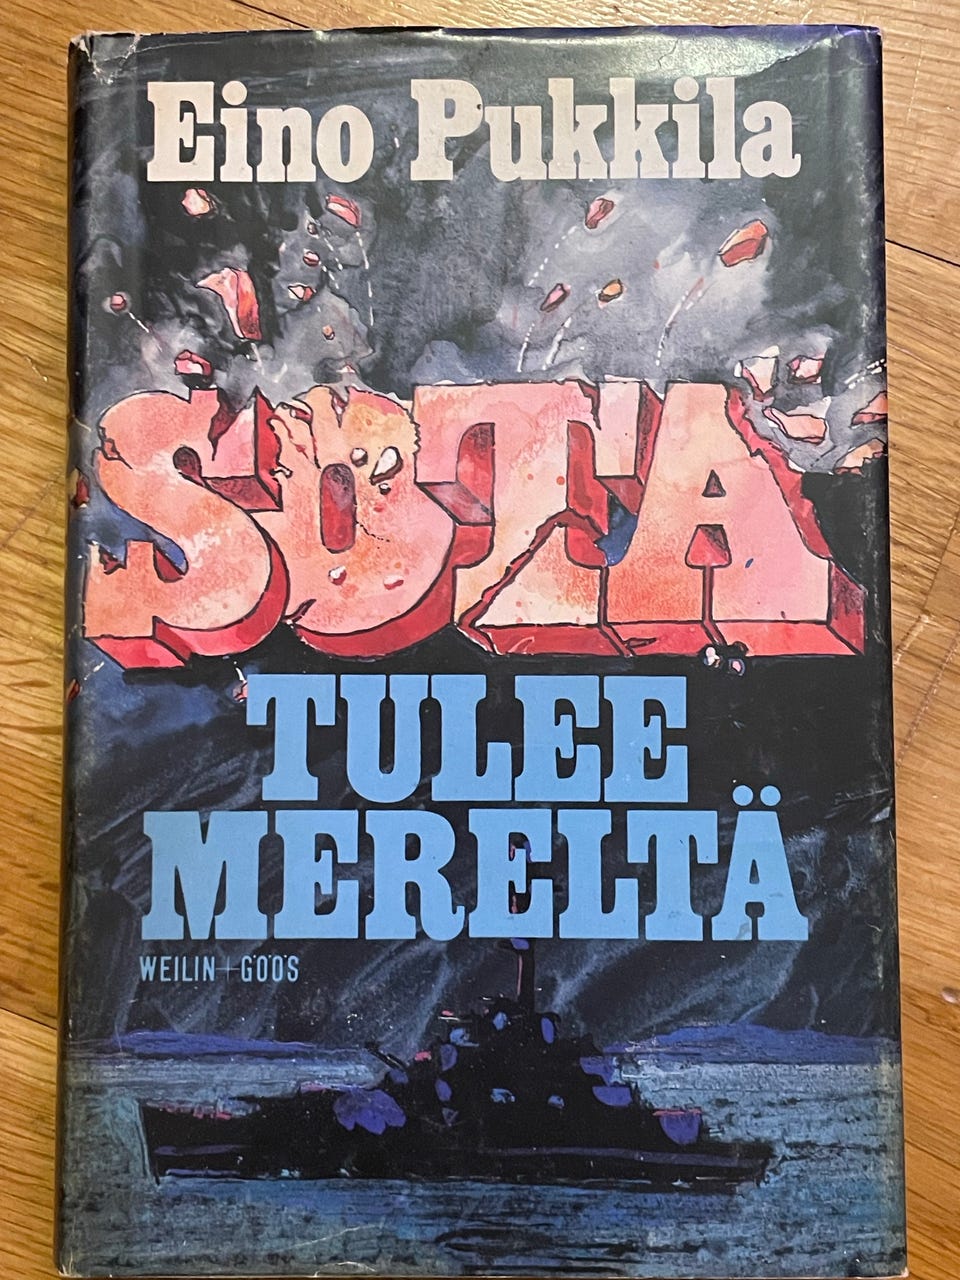 Eino Pukkila
SOTA
TULEE
MERELTÄ
WEILIN+GÖÖS